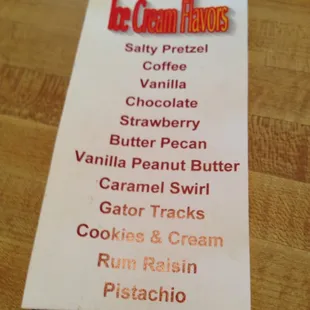 Ice Cream Flavors
Salty Pretzel
Coffee
Vanilla
Chocolate
Strawberry
Butter Pecan
Vanilla Peanut Butter
Caramel Swirl
Gator Tracks
Cookies & Cream
Rum Raisin
Pistachio